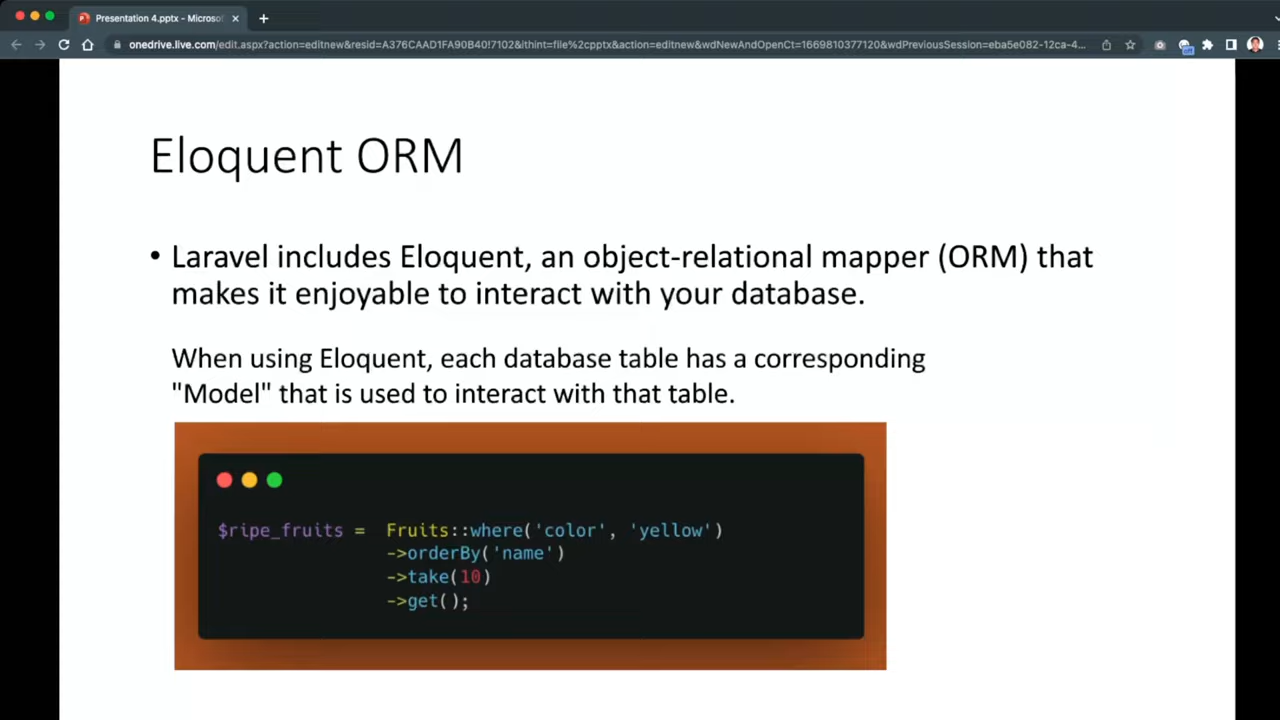 Presentation 4.pptx - Microsof
onedrive.live.com/edit.aspx?action=editnew&resid=A376CAAD1FA90B40!7102&ithint=file%2cpptx&action=editnew&wdNewAndOpenCt=1669810377120&wdPreviousSession=eba5e082-12ca-4...
Eloquent ORM
• Laravel includes Eloquent, an object-relational mapper (ORM) that
makes it enjoyable to interact with your database.
When using Eloquent, each database table has a corresponding
"Model" that is used to interact with that table.
$ripe_fruits = Fruits::where('color', 'yellow')
->orderBy('name')
->take(10)
->get();